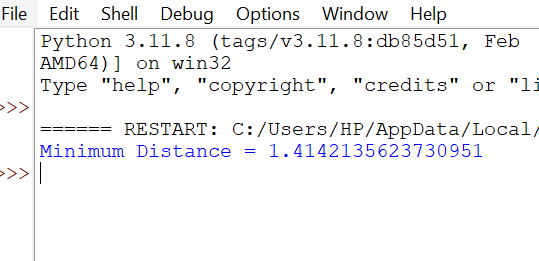 File Edit Shell Debug Options Window Help
Python 3.11.8 (tags/v3.11.8:db85d51, Feb
AMD64)] on win32
Type "help", "copyright", "credits" or "li
>>>
====== RESTART: C:/Users/HP/AppData/Local/
Minimum Distance = 1.4142135623730951
>>>